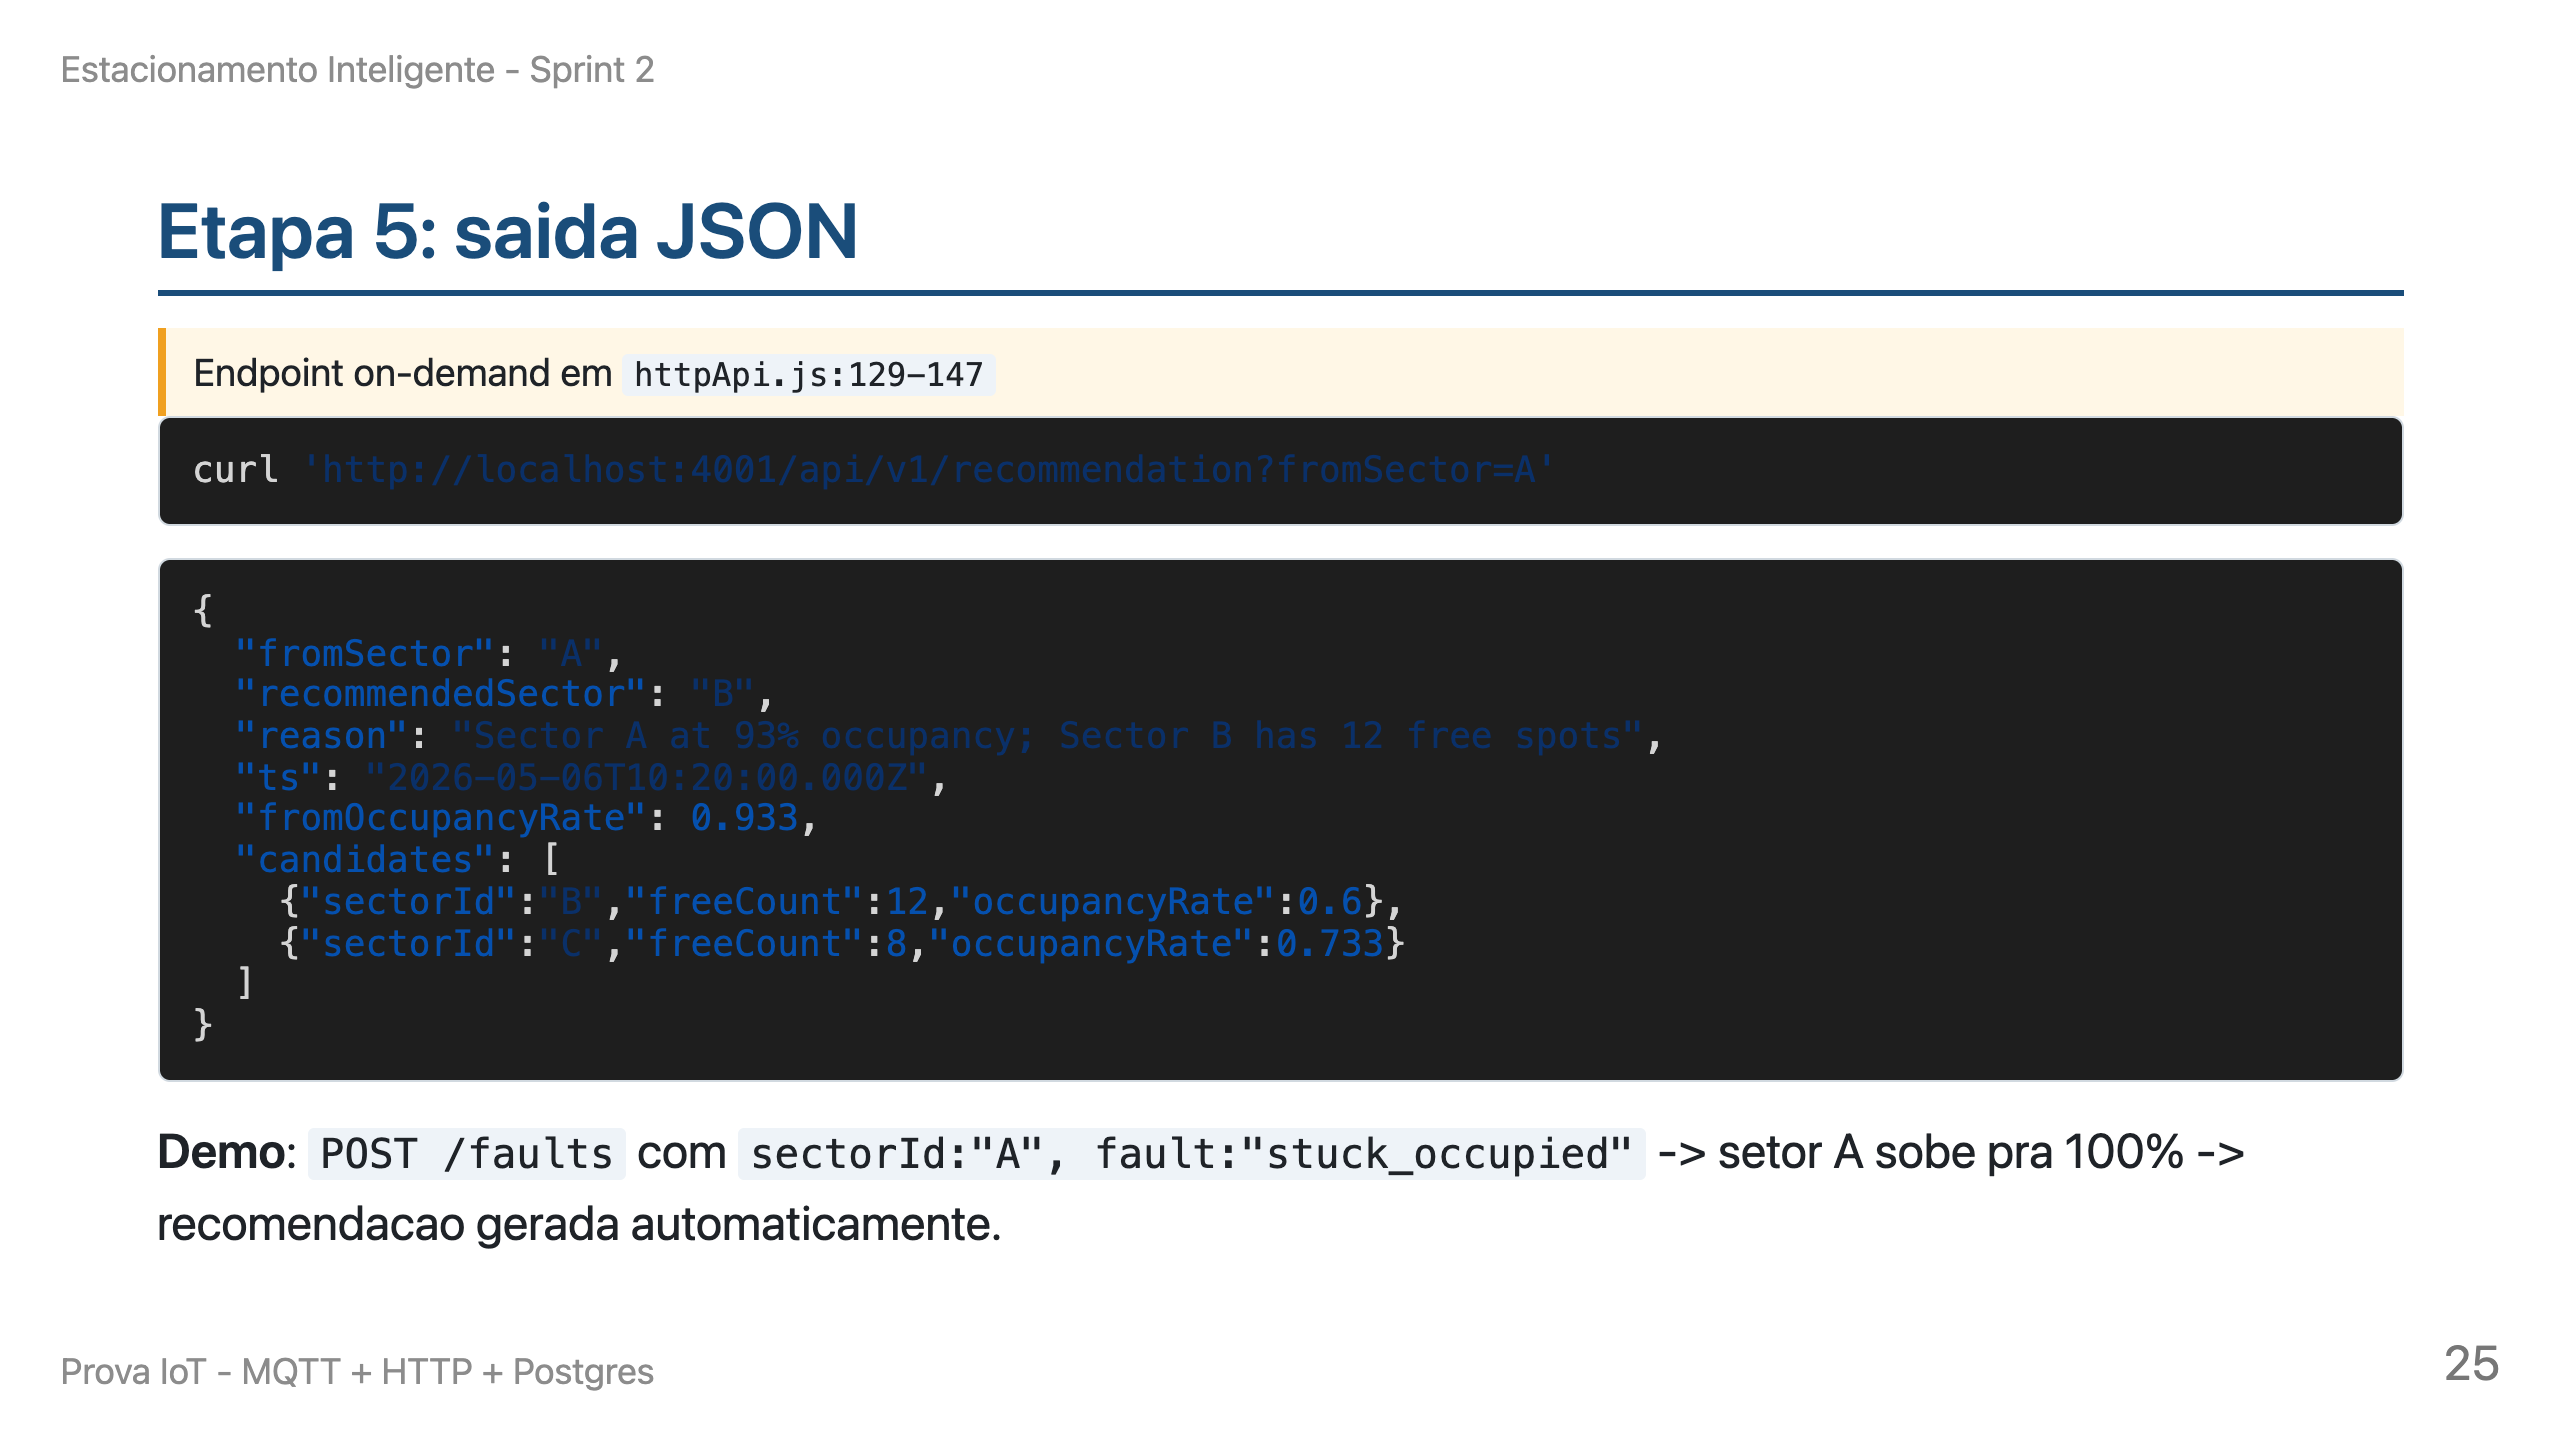 Estacionamento Inteligente - Sprint 2
Etapa 5: saida JSON
Endpoint on-demand em httpApi.js:129-147
curl 'http://localhost:4001/api/v1/recommendation?fromSector=A'
{
  "fromSector": "A",
  "recommendedSector": "B",
  "reason": "Sector A at 93% occupancy; Sector B has 12 free spots",
  "ts": "2026-05-06T10:20:00.000Z",
  "fromOccupancyRate": 0.933,
  "candidates": [
    {"sectorId":"B","freeCount":12,"occupancyRate":0.6},
    {"sectorId":"C","freeCount":8,"occupancyRate":0.733}
  ]
}
Demo: POST /faults com sectorId:"A", fault:"stuck_occupied" -> setor A sobe pra 100% ->
recomendacao gerada automaticamente.
Prova IoT - MQTT + HTTP + Postgres
25